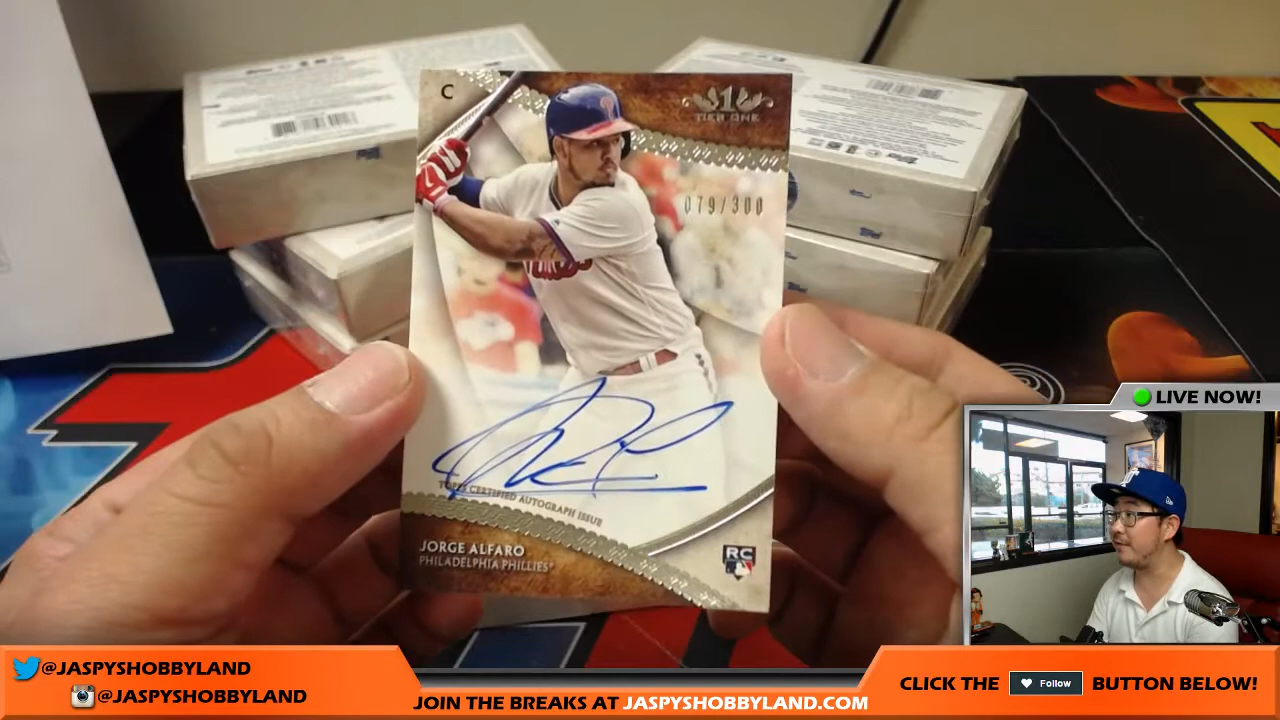 C
1
TIER ONE
079/300
TOPPS CERTIFIED AUTOGRAPH ISSUE
JORGE ALFARO
PHILADELPHIA PHILLIES
RC
LIVE NOW!
@JASPYSHOBBYLAND
@JASPYSHOBBYLAND
JOIN THE BREAKS AT JASPYSHOBBYLAND.COM
CLICK THE Follow BUTTON BELOW!